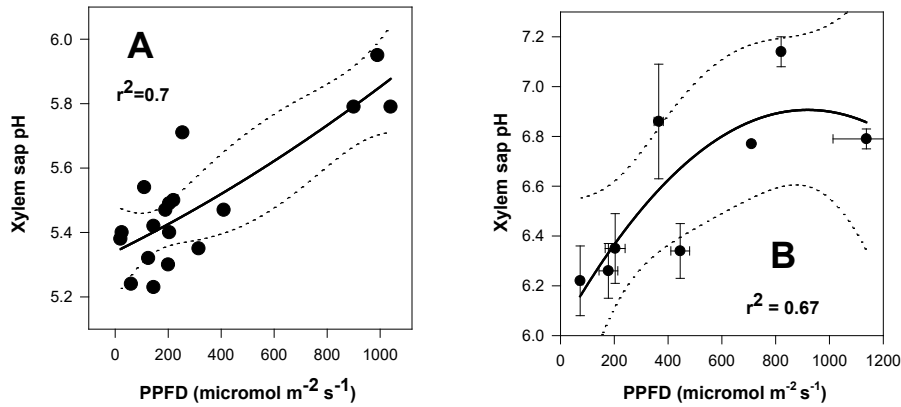 A
r²=0.7
Xylem sap pH
6.0
5.8
5.6
5.4
5.2
0 200 400 600 800 1000
PPFD (micromol m⁻² s⁻¹)
B
r² = 0.67
Xylem sap pH
7.2
7.0
6.8
6.6
6.4
6.2
6.0
0 200 400 600 800 1000 1200
PPFD (micromol m⁻² s⁻¹)